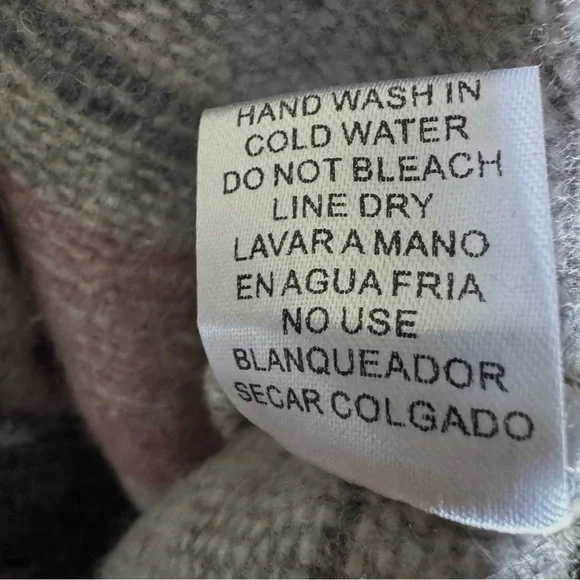 HAND WASH IN
COLD WATER
DO NOT BLEACH
LINE DRY
LAVAR A MANO
EN AGUA FRIA
NO USE
BLANQUEADOR
SECAR COLGADO